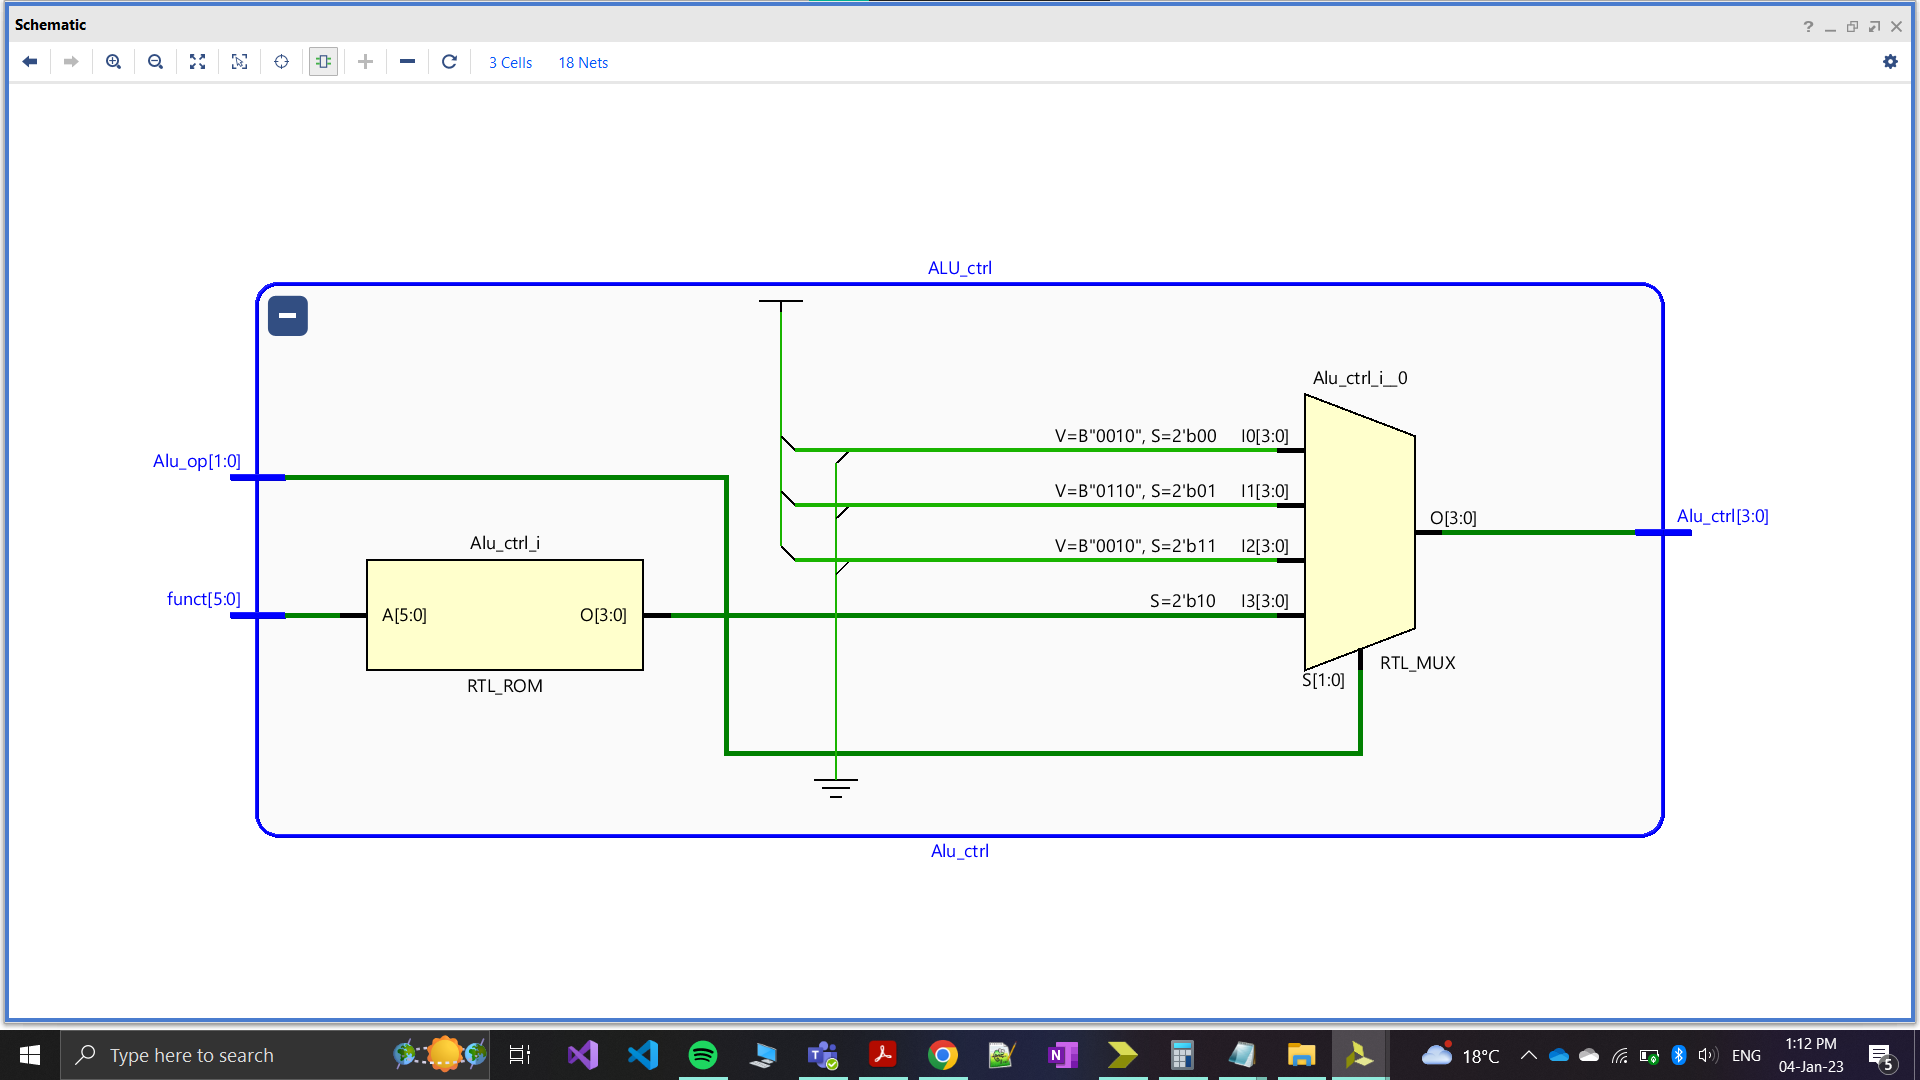 Schematic
3 Cells 18 Nets
ALU_ctrl
Alu_ctrl_i__0
V=B"0010", S=2'b00 I0[3:0]
Alu_op[1:0]
V=B"0110", S=2'b01 I1[3:0]
O[3:0]
Alu_ctrl[3:0]
Alu_ctrl_i
V=B"0010", S=2'b11 I2[3:0]
funct[5:0]
S=2'b10 I3[3:0]
A[5:0] O[3:0]
RTL_MUX
S[1:0]
RTL_ROM
Alu_ctrl
Type here to search
18°C
ENG
1:12 PM
04-Jan-23
5